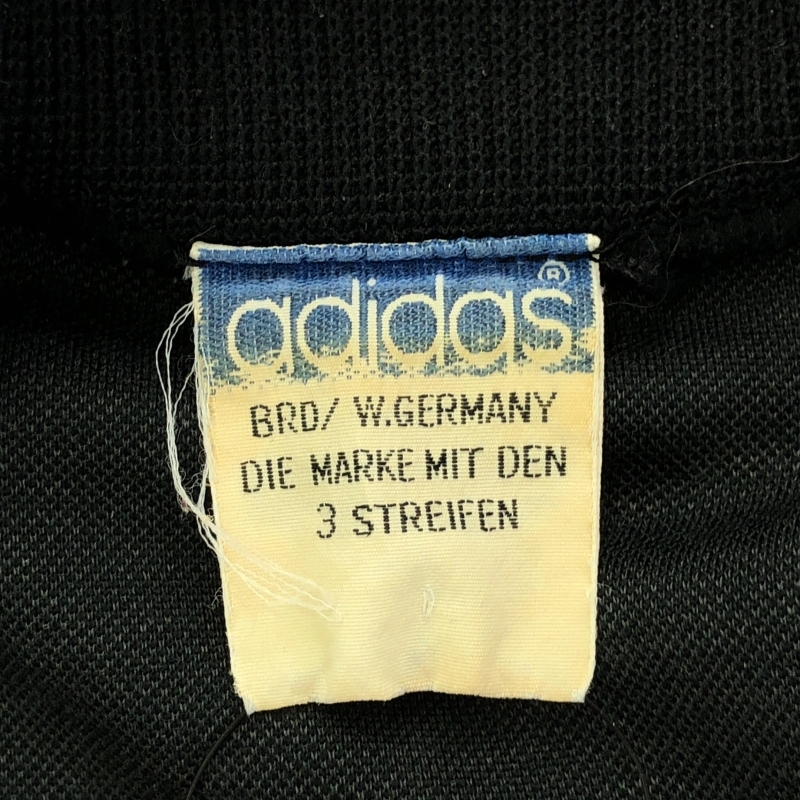 adidas®
BRD/ W.GERMANY
DIE MARKE MIT DEN
3 STREIFEN